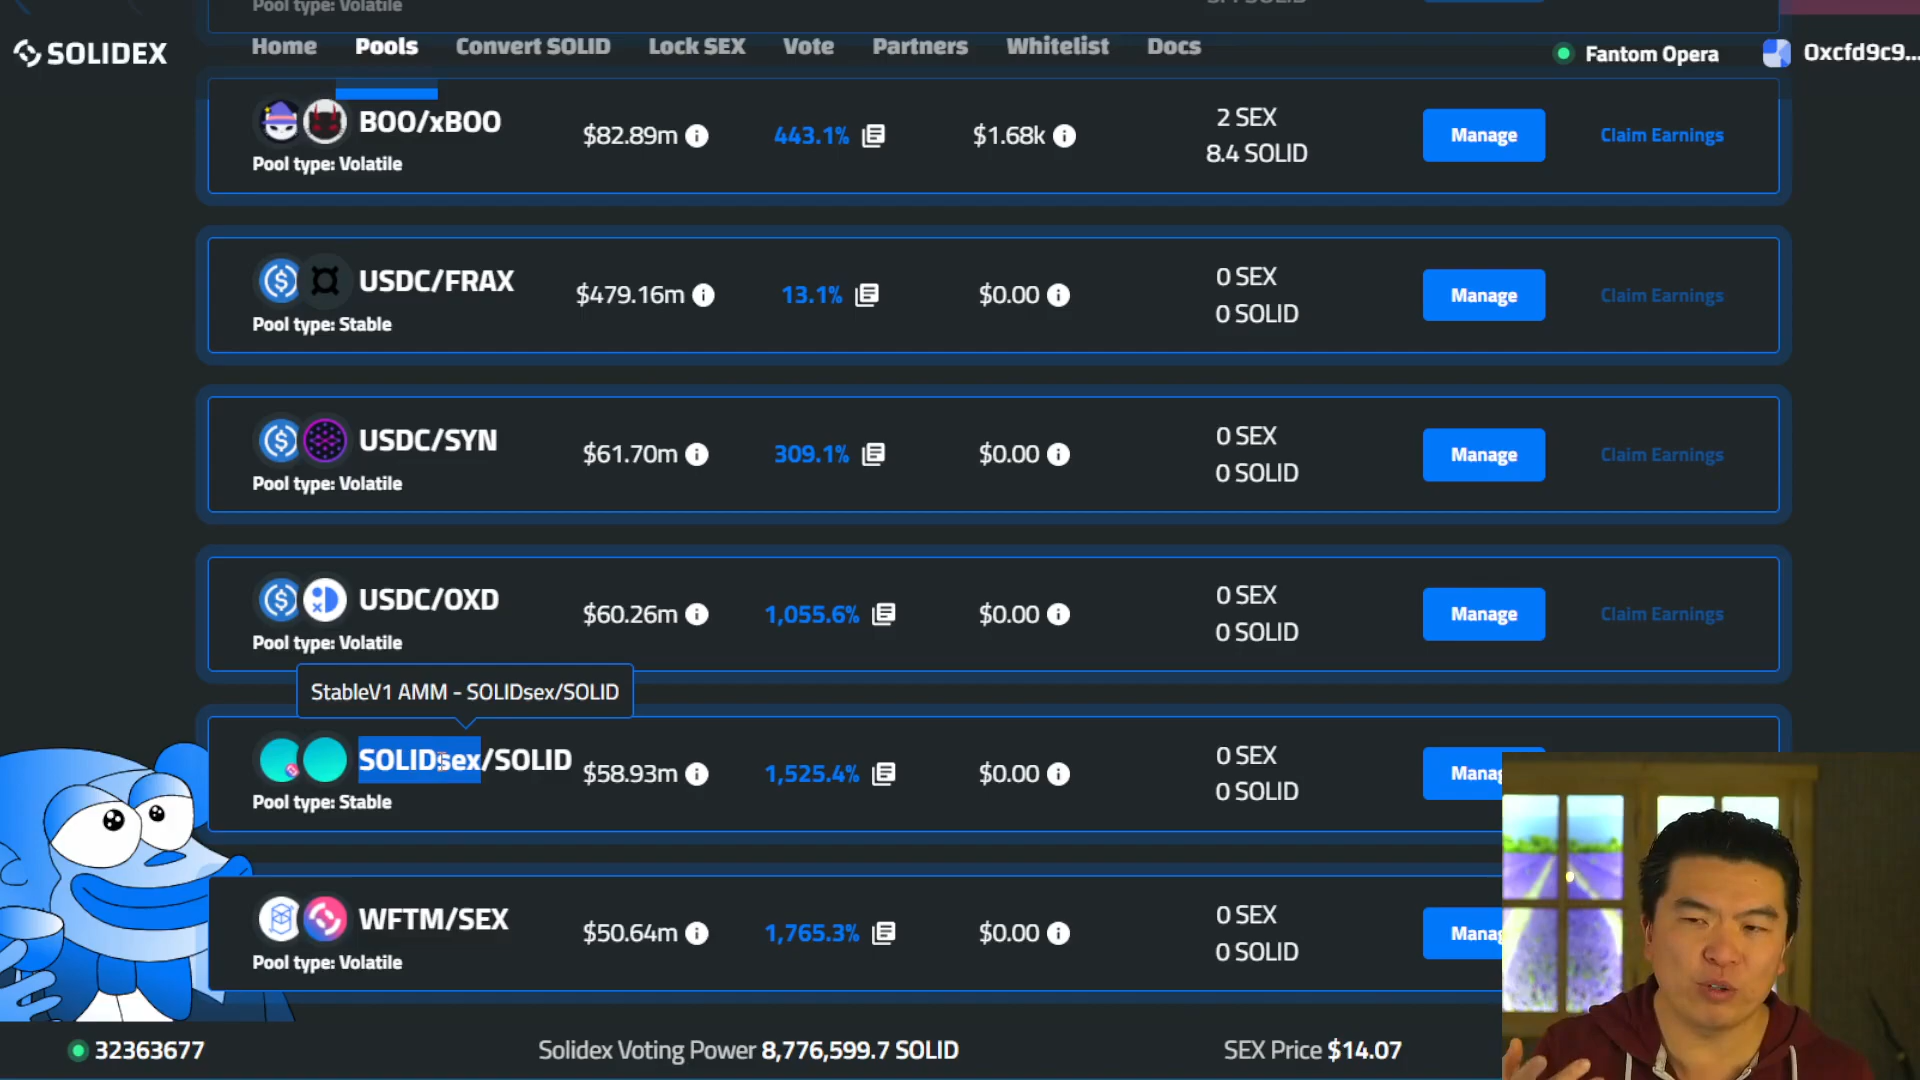 Pool type: Volatile
SOLIDEX
Home
Pools
Convert SOLID
Lock SEX
Vote
Partners
Whitelist
Docs
Fantom Opera
0xcfd9c9...
BOO/xBOO
Pool type: Volatile
$82.89m
443.1%
$1.68k
2 SEX
8.4 SOLID
Manage
Claim Earnings
USDC/FRAX
Pool type: Stable
$479.16m
13.1%
$0.00
0 SEX
0 SOLID
Manage
Claim Earnings
USDC/SYN
Pool type: Volatile
$61.70m
309.1%
$0.00
0 SEX
0 SOLID
Manage
Claim Earnings
USDC/OXD
Pool type: Volatile
$60.26m
1,055.6%
$0.00
0 SEX
0 SOLID
Manage
Claim Earnings
StableV1 AMM - SOLIDsex/SOLID
SOLIDsex/SOLID
Pool type: Stable
$58.93m
1,525.4%
$0.00
0 SEX
0 SOLID
Mana
WFTM/SEX
Pool type: Volatile
$50.64m
1,765.3%
$0.00
0 SEX
0 SOLID
Mana
32363677
Solidex Voting Power 8,776,599.7 SOLID
SEX Price $14.07